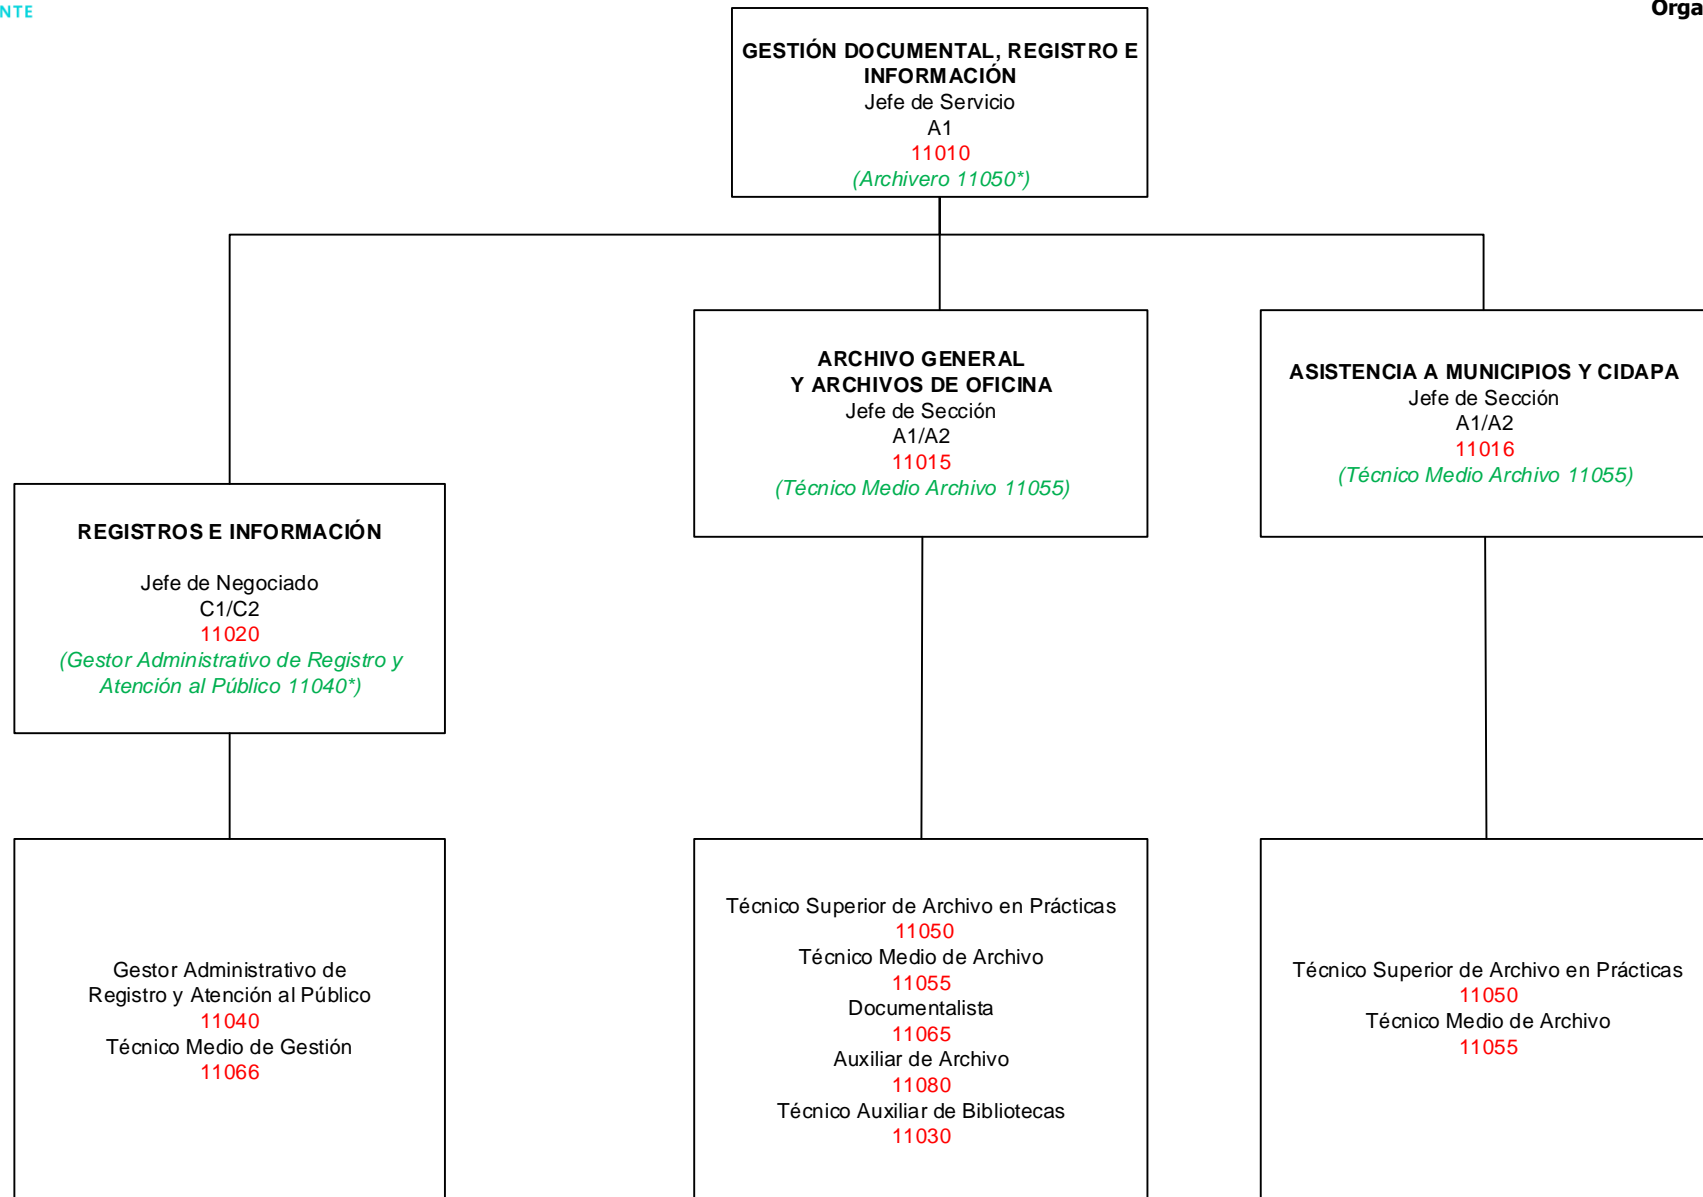 NTE
Orga
GESTIÓN DOCUMENTAL, REGISTRO E
INFORMACIÓN
Jefe de Servicio
A1
11010
(Archivero 11050*)
ARCHIVO GENERAL
Y ARCHIVOS DE OFICINA
Jefe de Sección
A1/A2
11015
(Técnico Medio Archivo 11055)
ASISTENCIA A MUNICIPIOS Y CIDAPA
Jefe de Sección
A1/A2
11016
(Técnico Medio Archivo 11055)
REGISTROS E INFORMACIÓN
Jefe de Negociado
C1/C2
11020
(Gestor Administrativo de Registro y
Atención al Público 11040*)
Gestor Administrativo de
Registro y Atención al Público
11040
Técnico Medio de Gestión
11066
Técnico Superior de Archivo en Prácticas
11050
Técnico Medio de Archivo
11055
Documentalista
11065
Auxiliar de Archivo
11080
Técnico Auxiliar de Bibliotecas
11030
Técnico Superior de Archivo en Prácticas
11050
Técnico Medio de Archivo
11055